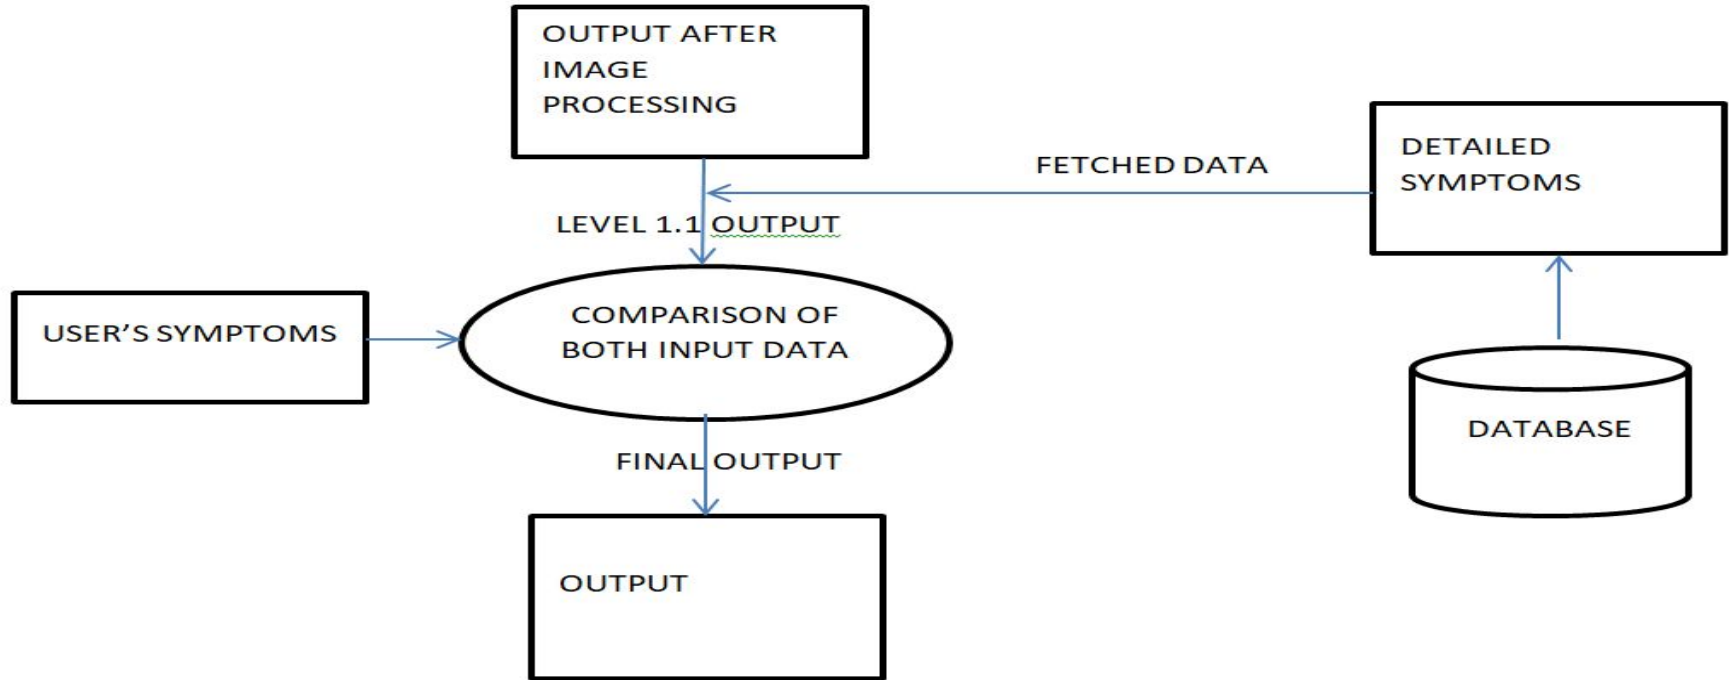 OUTPUT AFTER
IMAGE
PROCESSING
DETAILED
SYMPTOMS
FETCHED DATA
LEVEL 1.1 OUTPUT
USER'S SYMPTOMS
COMPARISON OF
BOTH INPUT DATA
DATABASE
FINAL OUTPUT
OUTPUT